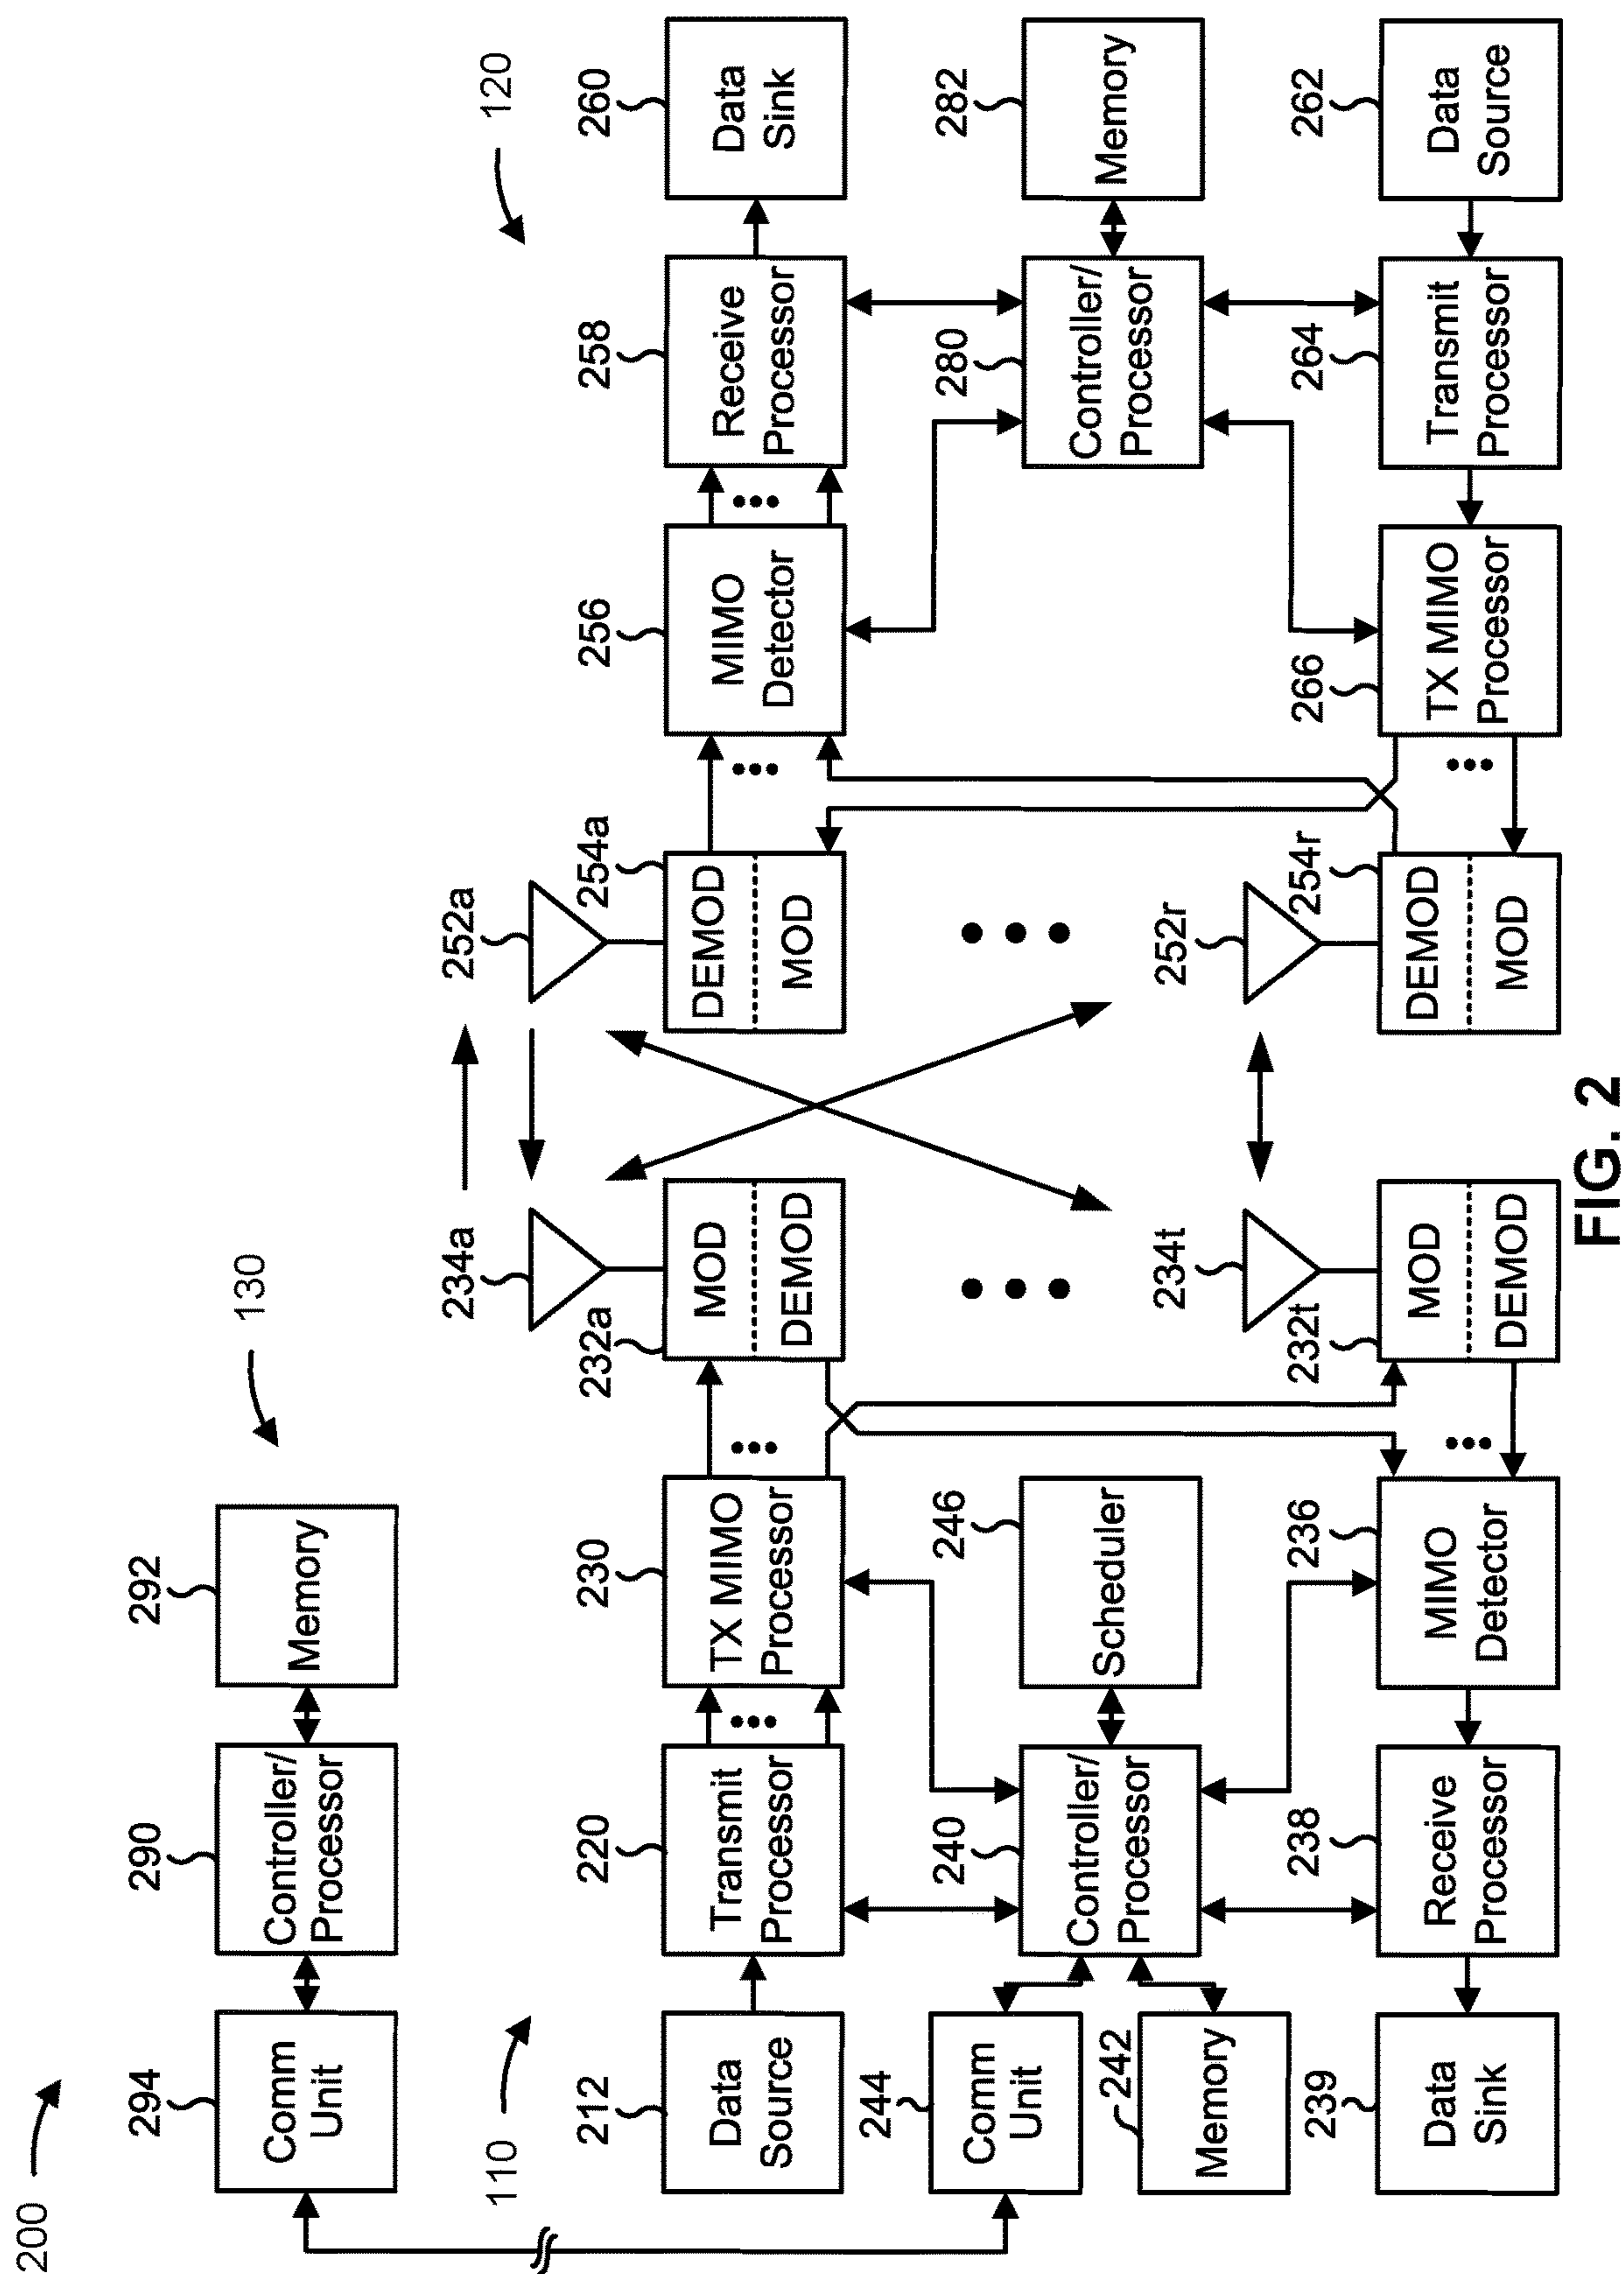 200
294
Comm
Unit
290
Controller/
Processor
292
Memory
130
110
212
Data
Source
220
Transmit
Processor
230
TX MIMO
Processor
232a
MOD
DEMOD
234a
252a
254a
DEMOD
MOD
256
MIMO
Detector
258
Receive
Processor
260
Data
Sink
120
244
Comm
Unit
242
Memory
240
Controller/
Processor
246
Scheduler
280
Controller/
Processor
282
Memory
239
Data
Sink
238
Receive
Processor
236
MIMO
Detector
232t
MOD
DEMOD
234t
252r
254r
DEMOD
MOD
266
TX MIMO
Processor
264
Transmit
Processor
262
Data
Source
FIG. 2